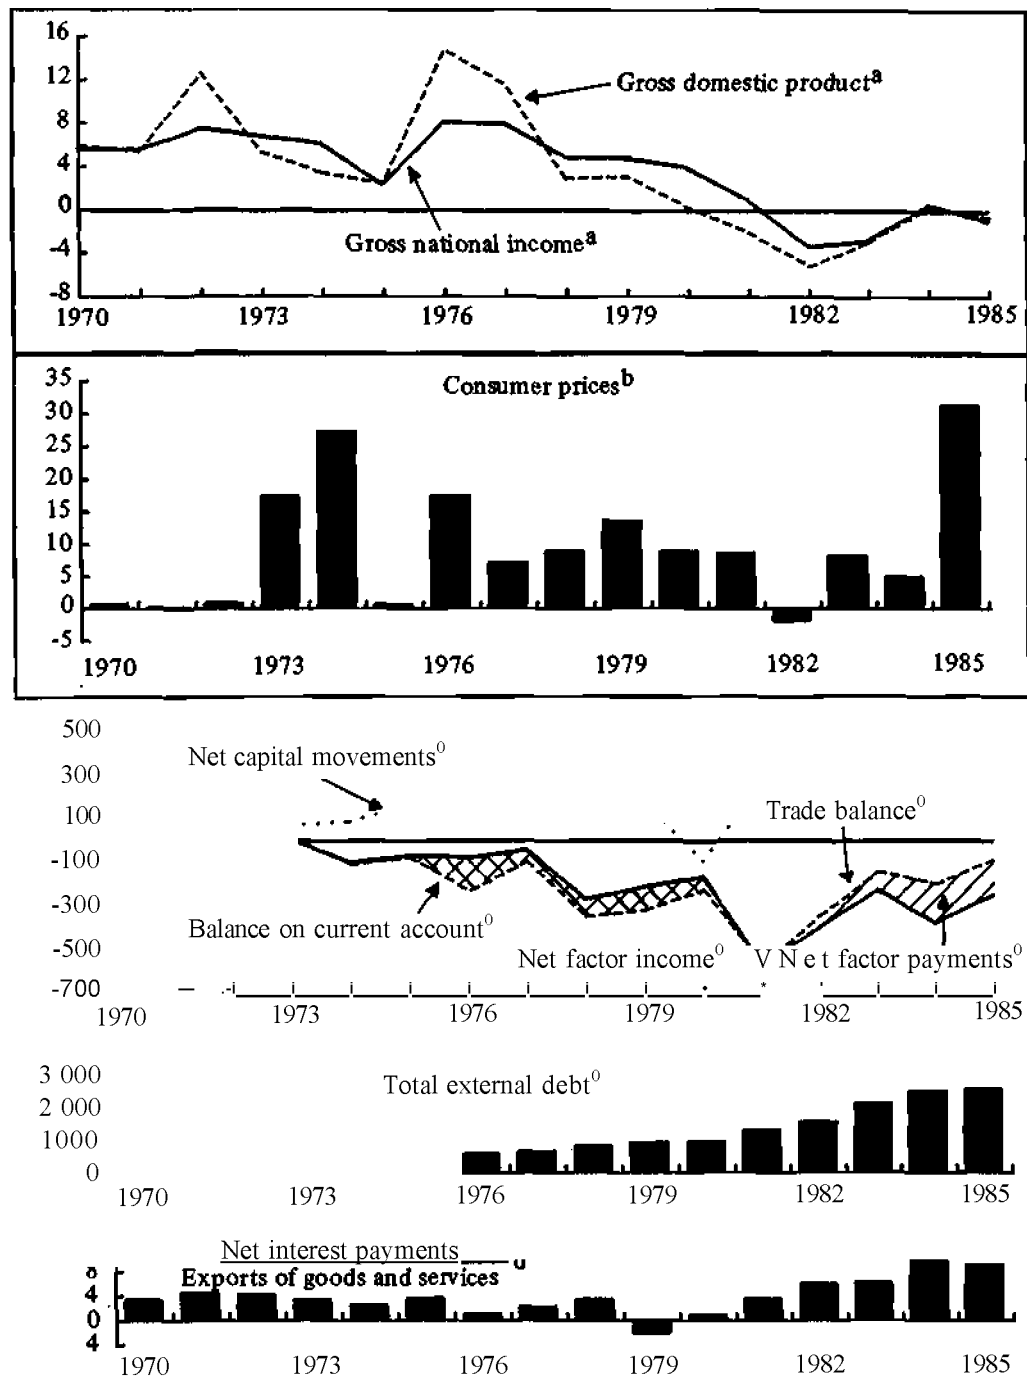 16
12
Gross domestic product^a
8
4
0
Gross national income^a
-4
-8
1970 1973 1976 1979 1982 1985
35
Consumer prices^b
30
25
20
15
10
5
0
-5
1970 1973 1976 1979 1982 1985
500
Net capital movements^0
300
100
Trade balance^0
-100
-300
Balance on current account^0
-500
Net factor income^0 V N e t factor payments^0
-700
1970 1973 1976 1979 1982 1985
3 000
Total external debt^0
2 000
1000
0
1970 1973 1976 1979 1982 1985
Net interest payments
8
Exports of goods and services
4
0
4
1970 1973 1976 1979 1982 1985